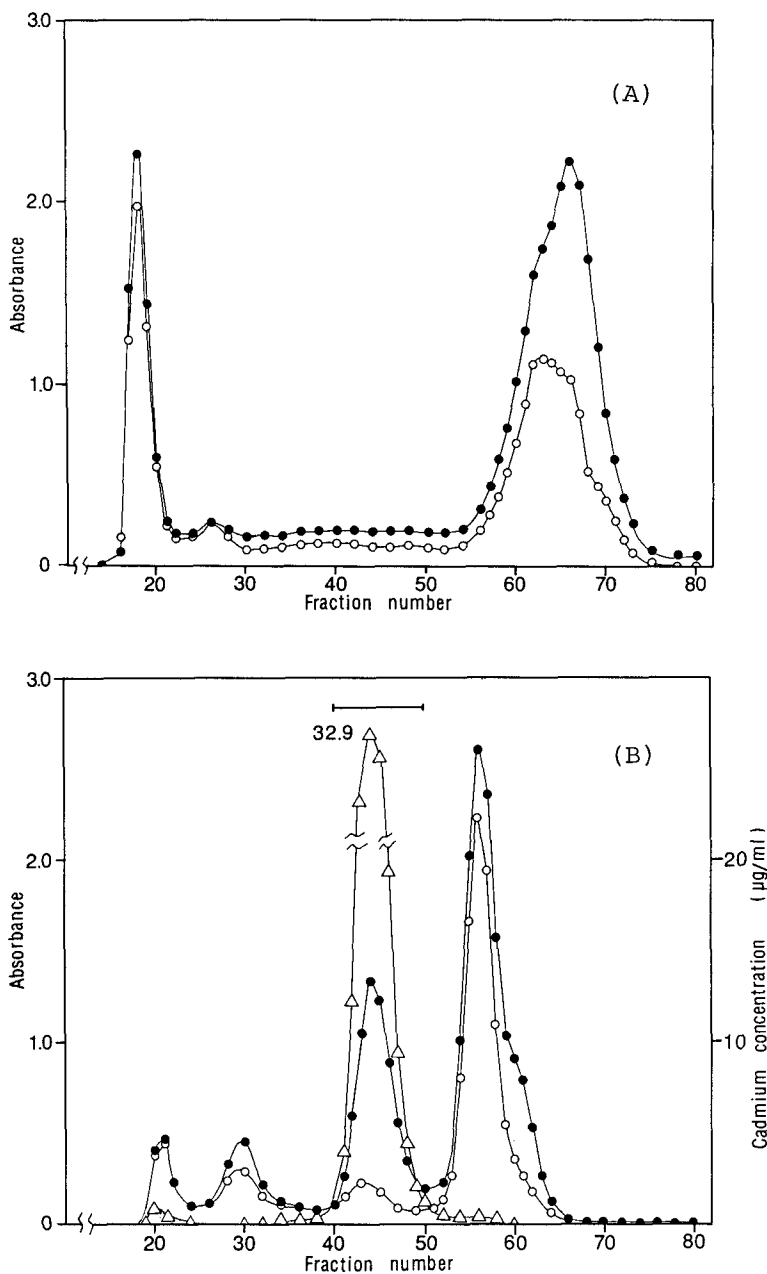 3.0
(A)
2.0
Absorbance
1.0
0
20 30 40 50 60 70 80
Fraction number
3.0
32.9
(B)
2.0
20
Absorbance
Cadmium concentration (µg/ml)
1.0
10
0
20 30 40 50 60 70 80
Fraction number